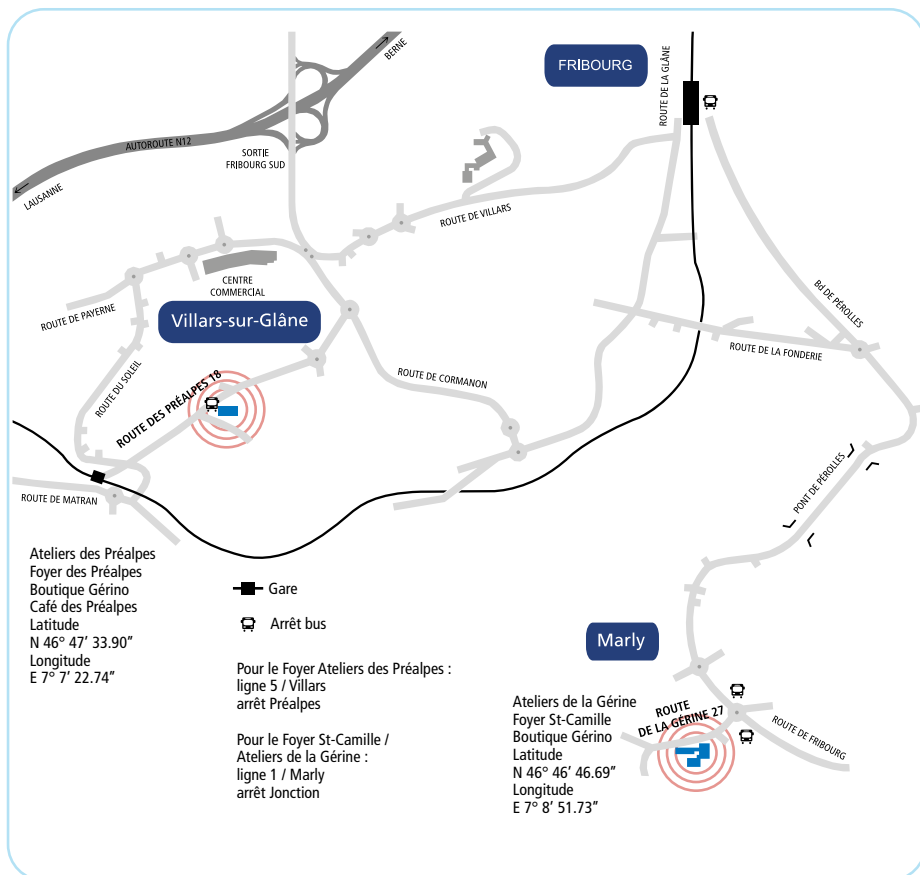 BERNE
FRIBOURG
ROUTE DE LA GLÂNE
AUTOROUTE N12
SORTIE
FRIBOURG SUD
LAUSANNE
ROUTE DE VILLARS
CENTRE
COMMERCIAL
ROUTE DE PAYERNE
Villars-sur-Glâne
Bd DE PÉROLLES
ROUTE DE LA FONDERIE
ROUTE DU SOLEIL
ROUTE DES PRÉALPES 18
ROUTE DE CORMANON
ROUTE DE MATRAN
PONT DE PÉROLLES
Ateliers des Préalpes
Foyer des Préalpes
Boutique Gérino
Café des Préalpes
Latitude
N 46° 47’ 33.90’’
Longitude
E 7° 7’ 22.74’’
Gare
Arrêt bus
Pour le Foyer Ateliers des Préalpes :
ligne 5 / Villars
arrêt Préalpes
Pour le Foyer St-Camille /
Ateliers de la Gérine :
ligne 1 / Marly
arrêt Jonction
Marly
ROUTE
DE LA GÉRINE 27
ROUTE DE FRIBOURG
Ateliers de la Gérine
Foyer St-Camille
Boutique Gérino
Latitude
N 46° 46’ 46.69’’
Longitude
E 7° 8’ 51.73’’